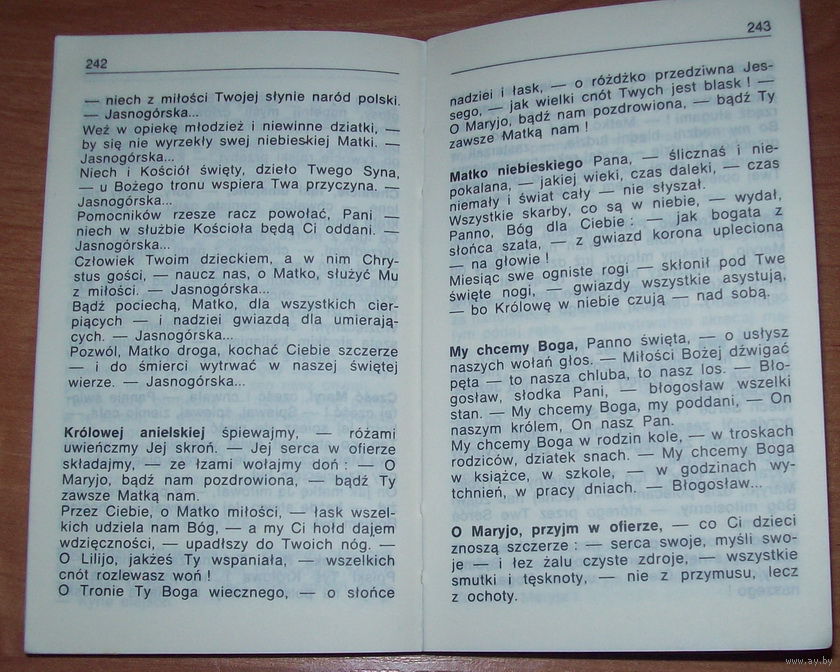 242
— niech z miłości Twojej słynie naród polski.
— Jasnogórska...
Weź w opiekę młodzież i niewinne dziatki, —
by się nie wyrzekły swej niebieskiej Matki. —
Jasnogórska...
Niech i Kościół święty, dzieło Twego Syna,
— u Bożego tronu wspiera Twa przyczyna. —
Jasnogórska...
Pomocników rzesze racz powołać, Pani —
niech w służbie Kościoła będą Ci oddani. —
Jasnogórska...
Człowiek Twoim dzieckiem, a w nim Chry-
stus gości, — naucz nas, o Matko, służyć Mu
z miłości. — Jasnogórska...
Bądź pociechą, Matko, dla wszystkich cier-
piących — i nadziei gwiazdą dla umierają-
cych. — Jasnogórska...
Pozwól, Matko droga, kochać Ciebie szczerze
— i do śmierci wytrwać w naszej świętej
wierze. — Jasnogórska...
Królowej anielskiej śpiewajmy, — różami
uwieńczmy Jej skroń. — Jej serca w ofierze
składajmy, — ze łzami wołajmy doń : — O
Maryjo, bądź nam pozdrowiona, — bądź Ty
zawsze Matką nam.
Przez Ciebie, o Matko miłości, — łask wszel-
kich udziela nam Bóg, — a my Ci hołd dajem
wdzięczności, — upadłszy do Twoich nóg. —
O Lilijo, jakżeś Ty wspaniała, — wszelkich
cnót rozlewasz woń !
O Tronie Ty Boga wiecznego, — o słońce
243
nadziei i łask, — o różdżko przedziwna Jes-
sego, — jak wielki cnót Twych jest blask ! —
O Maryjo, bądź nam pozdrowiona, — bądź Ty
zawsze Matką nam !
Matko niebieskiego Pana, — ślicznaś i nie-
pokalana, — jakiej wieki, czas daleki, — czas
niemały i świat cały — nie słyszał.
Wszystkie skarby, co są w niebie, — wydał,
Panno, Bóg dla Ciebie : — jak bogata z
słońca szata, — z gwiazd korona upleciona
— na głowie !
Miesiąc swe ogniste rogi — skłonił pod Twe
święte nogi, — gwiazdy wszystkie asystują,
— bo Królowę w niebie czują — nad sobą.
My chcemy Boga, Panno święta, — o usłysz
naszych wołań głos. — Miłości Bożej dźwigać
pęta — to nasza chluba, to nasz los. — Bło-
gosław, słodka Pani, — błogosław wszelki
stan. — My chcemy Boga, my poddani, — On
naszym królem, On nasz Pan.
My chcemy Boga w rodzin kole, — w troskach
rodziców, dziatek snach. — My chcemy Boga
w książce, w szkole, — w godzinach wy-
tchnień, w pracy dniach. — Błogosław...
O Maryjo, przyjm w ofierze, — co Ci dzieci
znoszą szczerze : — serca swoje, myśli swo-
je — i łez żalu czyste zdroje, — wszystkie
smutki i tęsknoty, — nie z przymusu, lecz
z ochoty.
www.ay.by